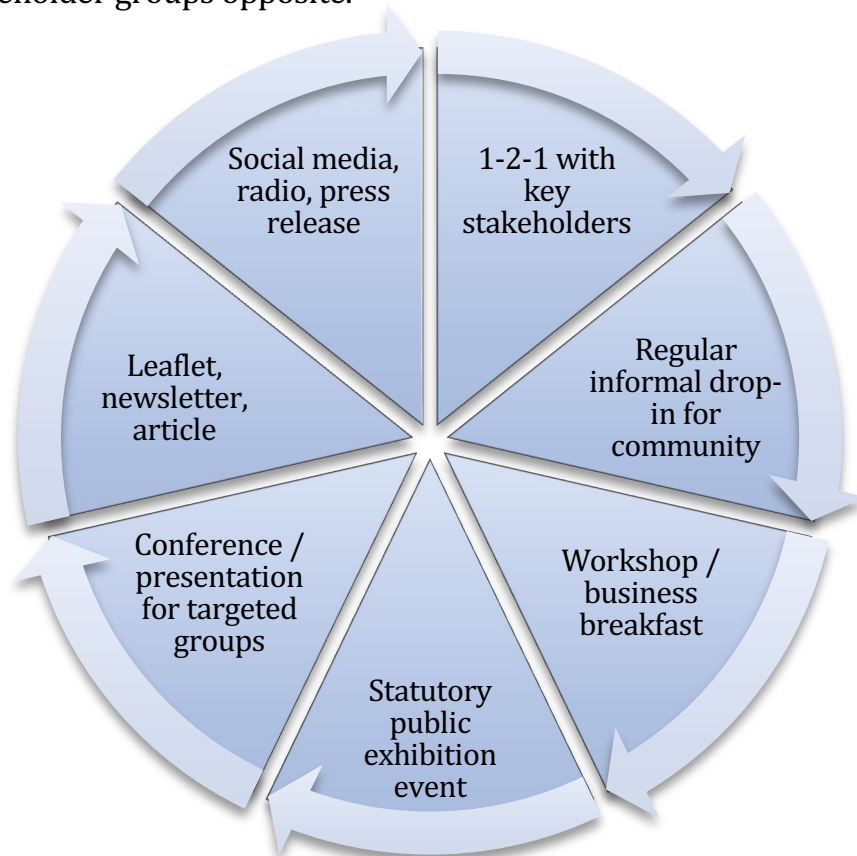 groups opposite.
1-2-1 with
key
stakeholders
Regular
informal drop-
in for
community
Workshop /
business
breakfast
Statutory
public
exhibition
event
Conference /
presentation
for targeted
groups
Leaflet,
newsletter,
article
Social media,
radio, press
release